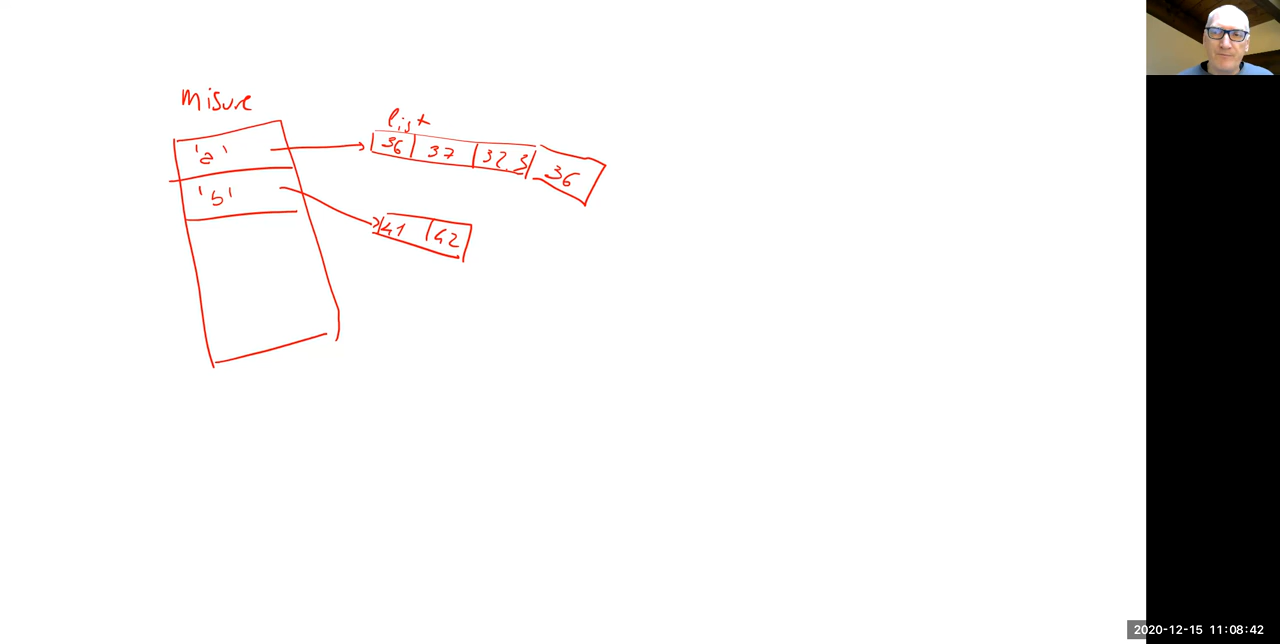 misure
list
'a'
36 37 32.3 36
'b'
41 42
2020-12-15 11:08:42